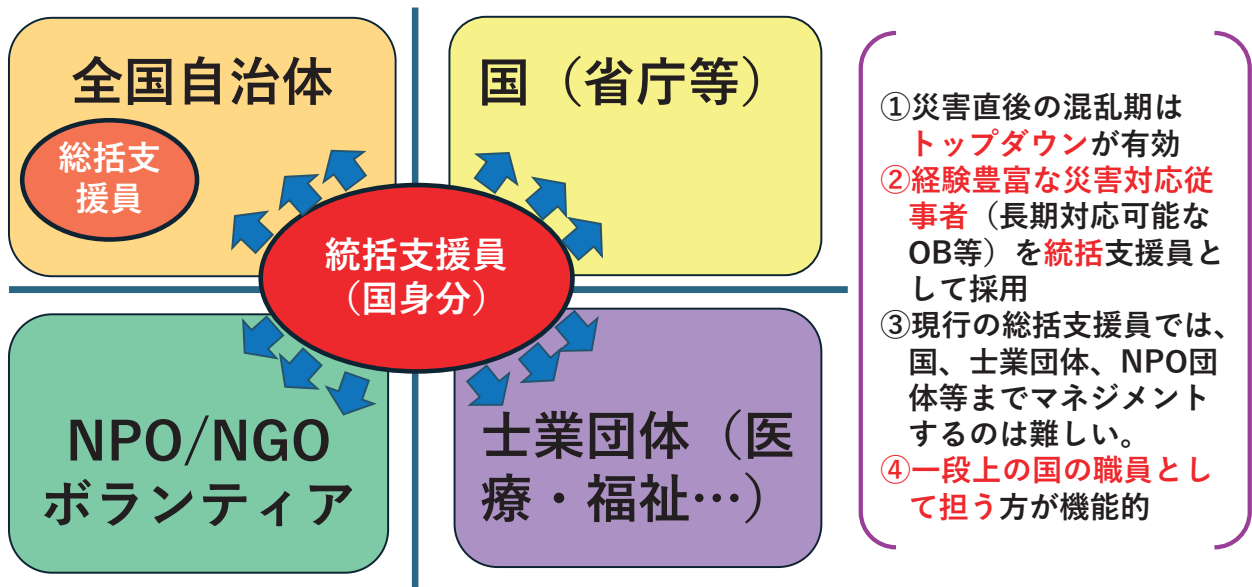 全国自治体
総括支
援員
国（省庁等）
統括支援員
（国身分）
NPO/NGO
ボランティア
士業団体（医
療・福祉…）
①災害直後の混乱期は
トップダウンが有効
②経験豊富な災害対応従
事者（長期対応可能な
OB等）を統括支援員と
して採用
③現行の総括支援員では、
国、士業団体、NPO団
体等までマネジメント
するのは難しい。
④一段上の国の職員とし
て担う方が機能的